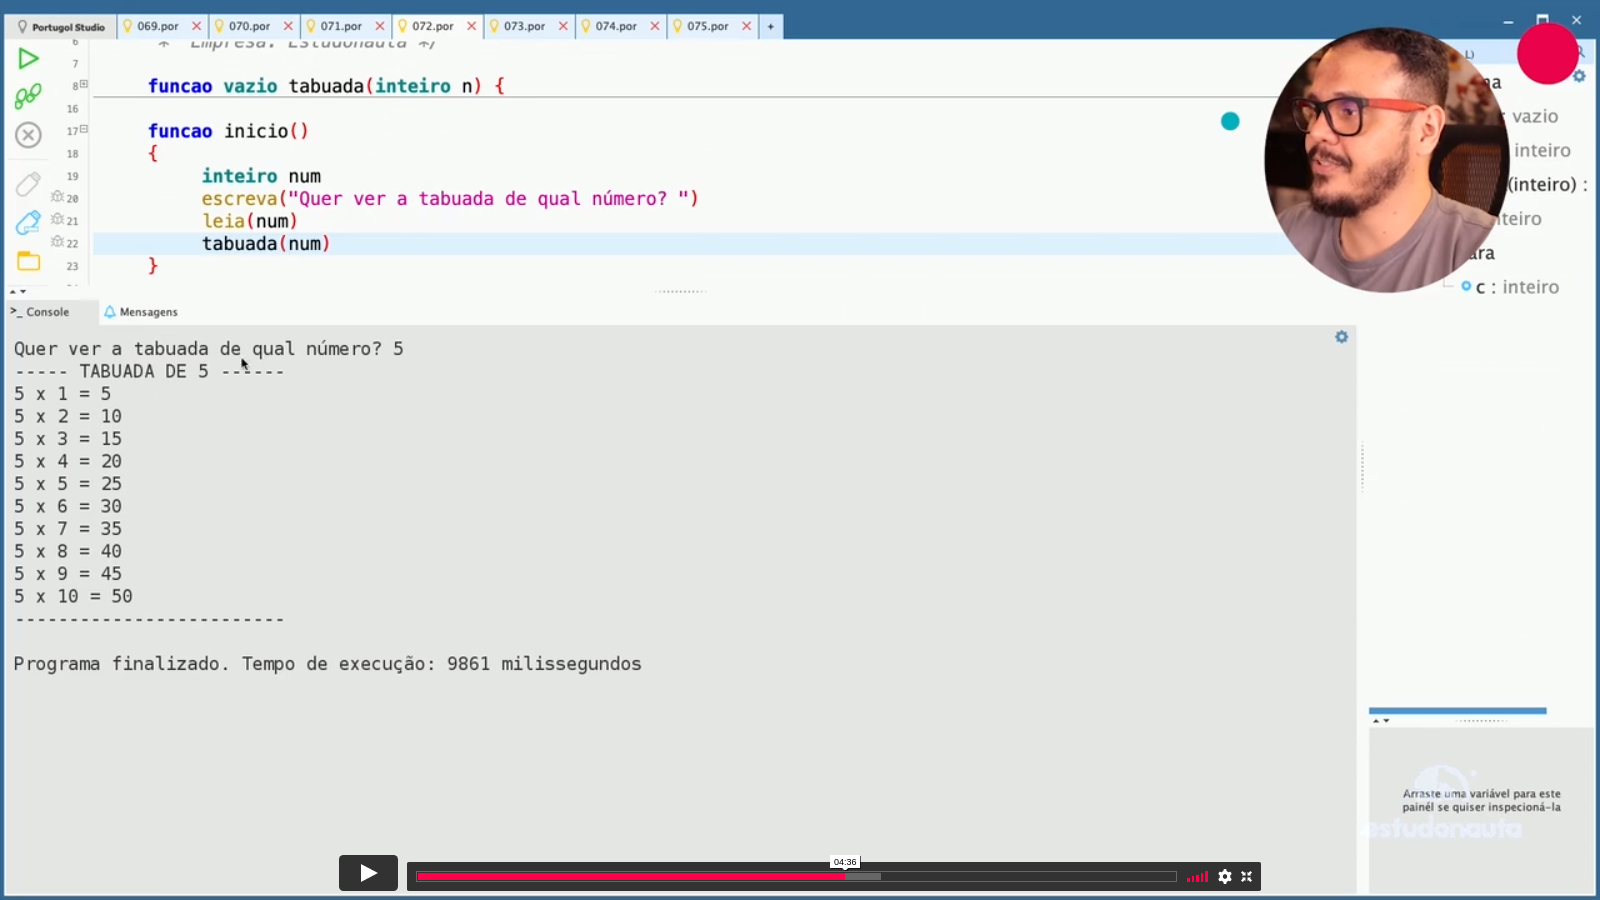 Portugol Studio 069.por 070.por 071.por 072.por 073.por 074.por 075.por +
6 * Empresa: Estudonauta */
7
8 funcao vazio tabuada(inteiro n) {
16
17 funcao inicio()
18 {
19 inteiro num
20 escreva("Quer ver a tabuada de qual número? ")
21 leia(num)
22 tabuada(num)
23 }
: vazio
inteiro
(inteiro) :
c : inteiro
>_ Console Mensagens
Quer ver a tabuada de qual número? 5
----- TABUADA DE 5 ------
5 x 1 = 5
5 x 2 = 10
5 x 3 = 15
5 x 4 = 20
5 x 5 = 25
5 x 6 = 30
5 x 7 = 35
5 x 8 = 40
5 x 9 = 45
5 x 10 = 50
-------------------------
Programa finalizado. Tempo de execução: 9861 milissegundos
Arraste uma variável para este
painél se quiser inspecioná-la
estudonauta
04:36